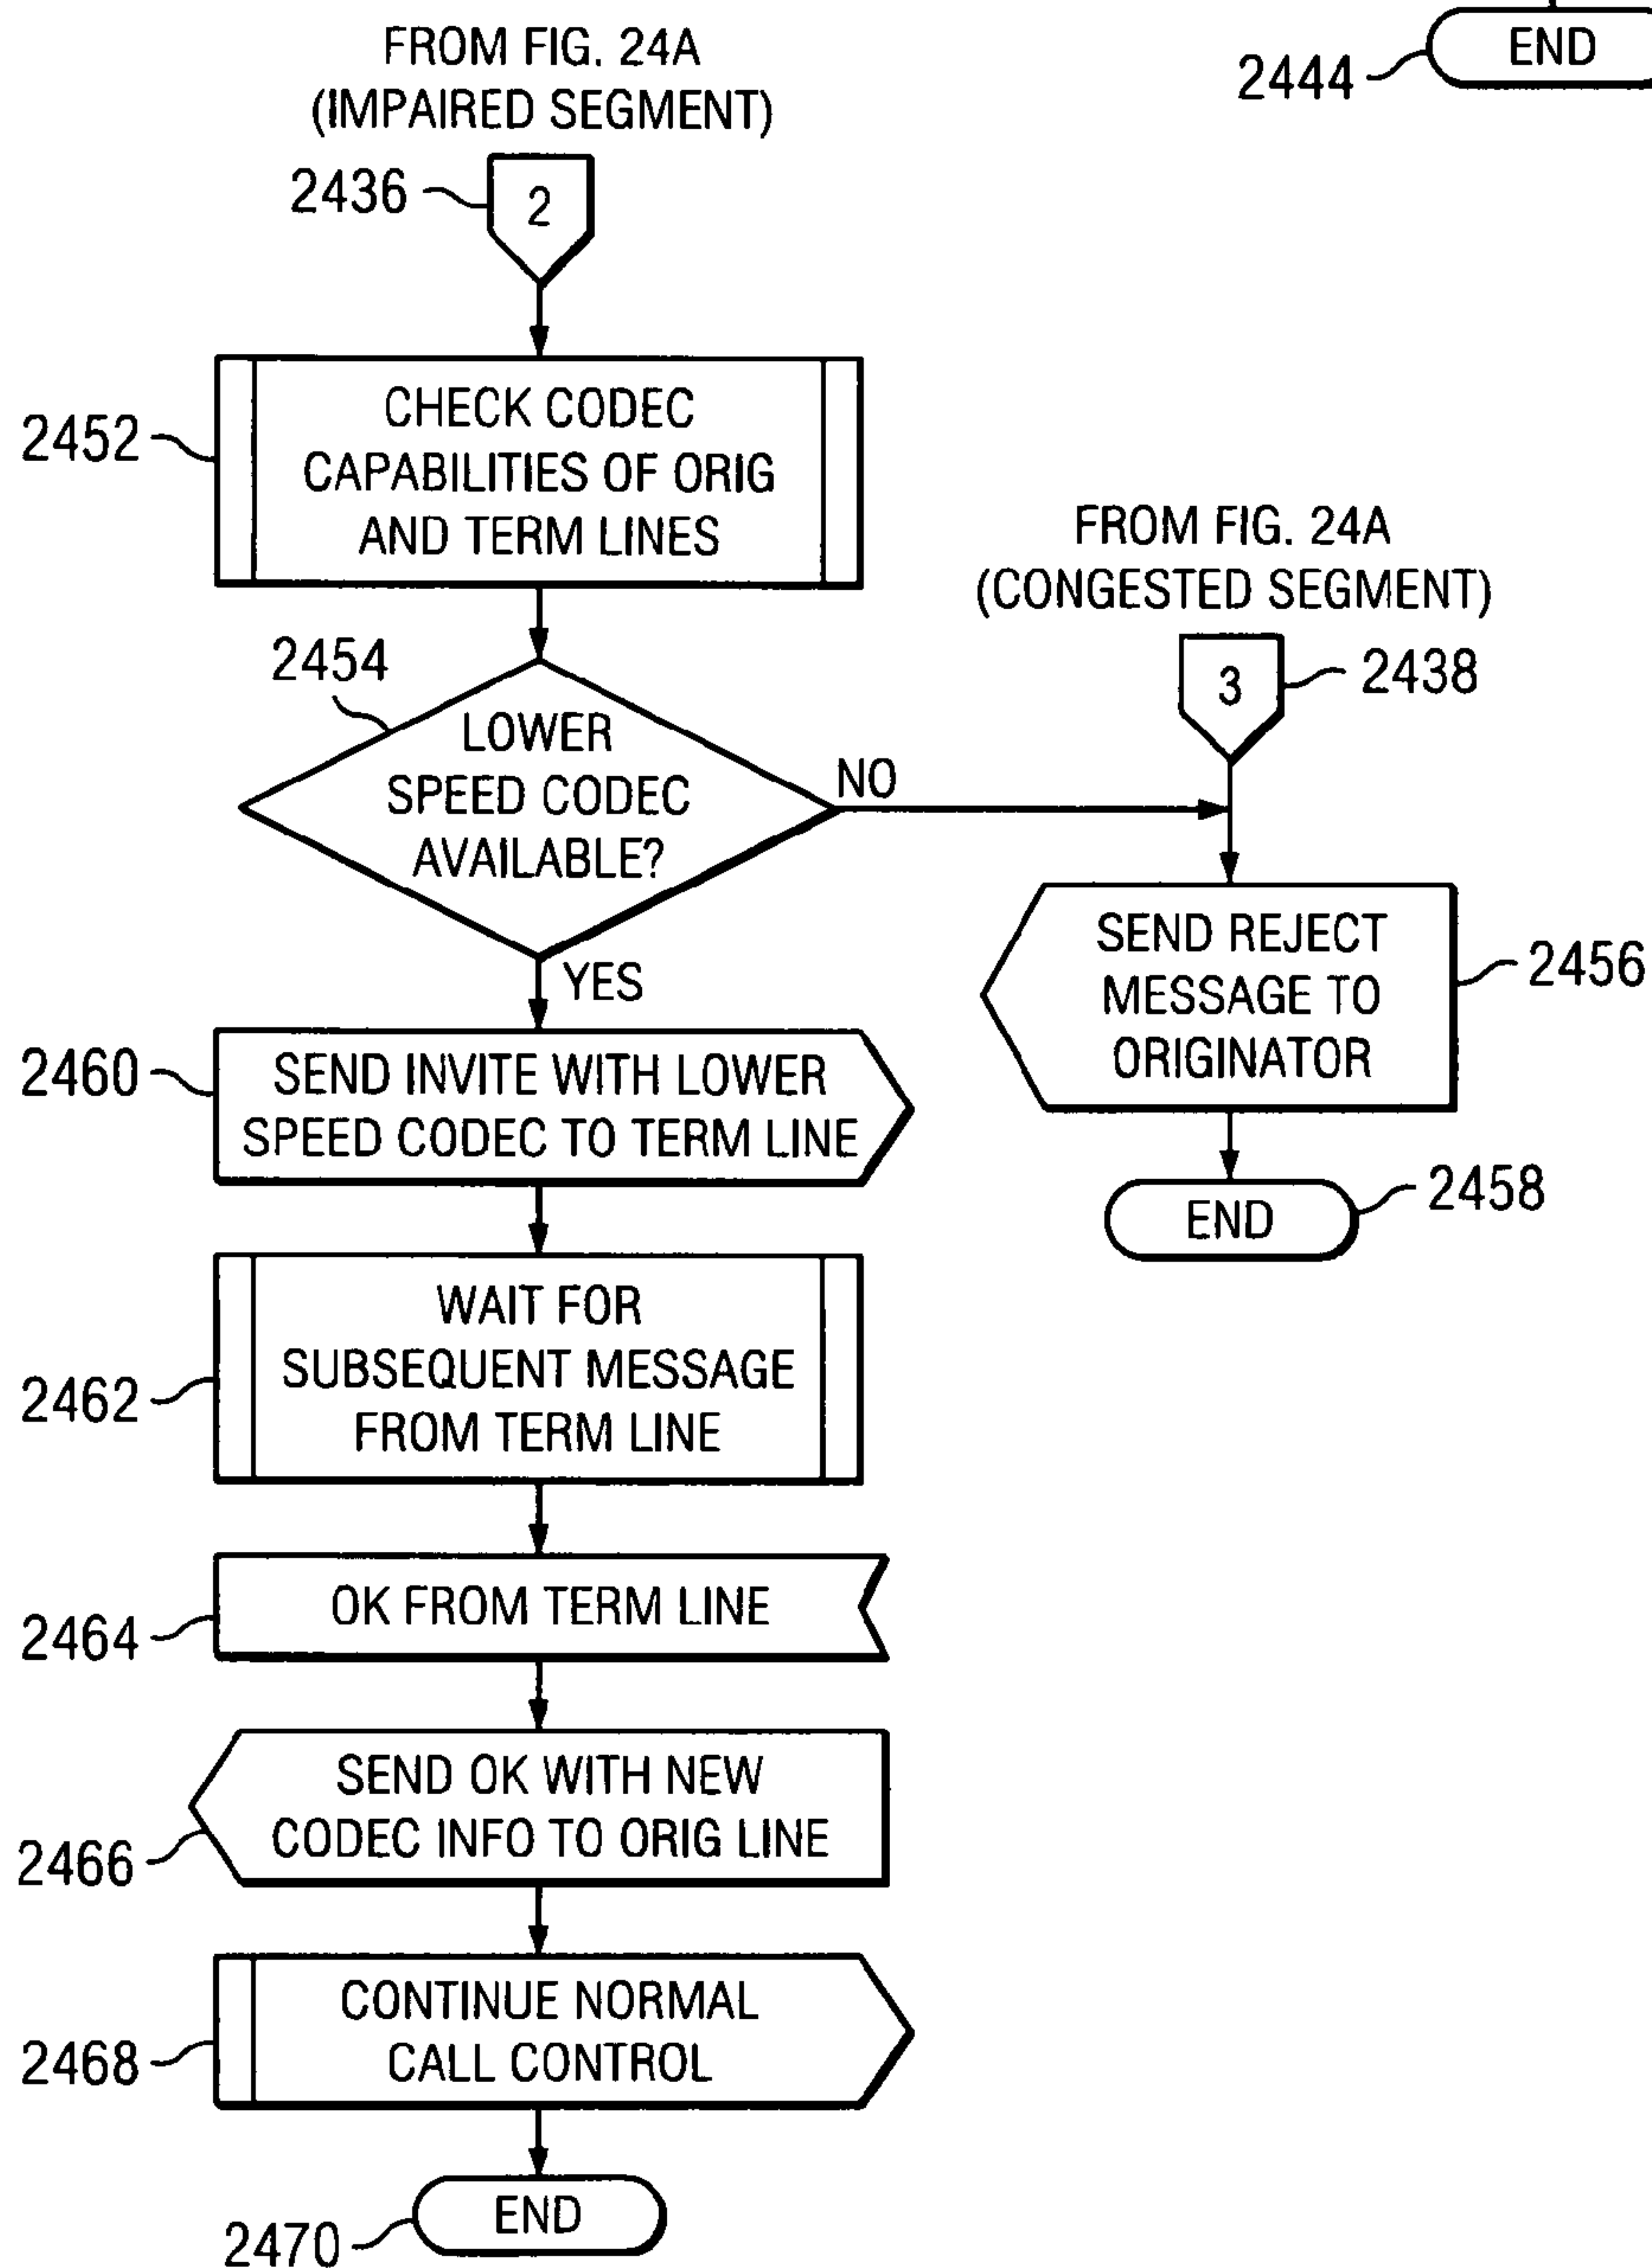 END
2444
FROM FIG. 24A
(IMPAIRED SEGMENT)
2436
2
2452
CHECK CODEC
CAPABILITIES OF ORIG
AND TERM LINES
2454
LOWER
SPEED CODEC
AVAILABLE?
NO
YES
FROM FIG. 24A
(CONGESTED SEGMENT)
3
2438
SEND REJECT
MESSAGE TO
ORIGINATOR
2456
END
2458
2460
SEND INVITE WITH LOWER
SPEED CODEC TO TERM LINE
2462
WAIT FOR
SUBSEQUENT MESSAGE
FROM TERM LINE
2464
OK FROM TERM LINE
2466
SEND OK WITH NEW
CODEC INFO TO ORIG LINE
2468
CONTINUE NORMAL
CALL CONTROL
END
2470